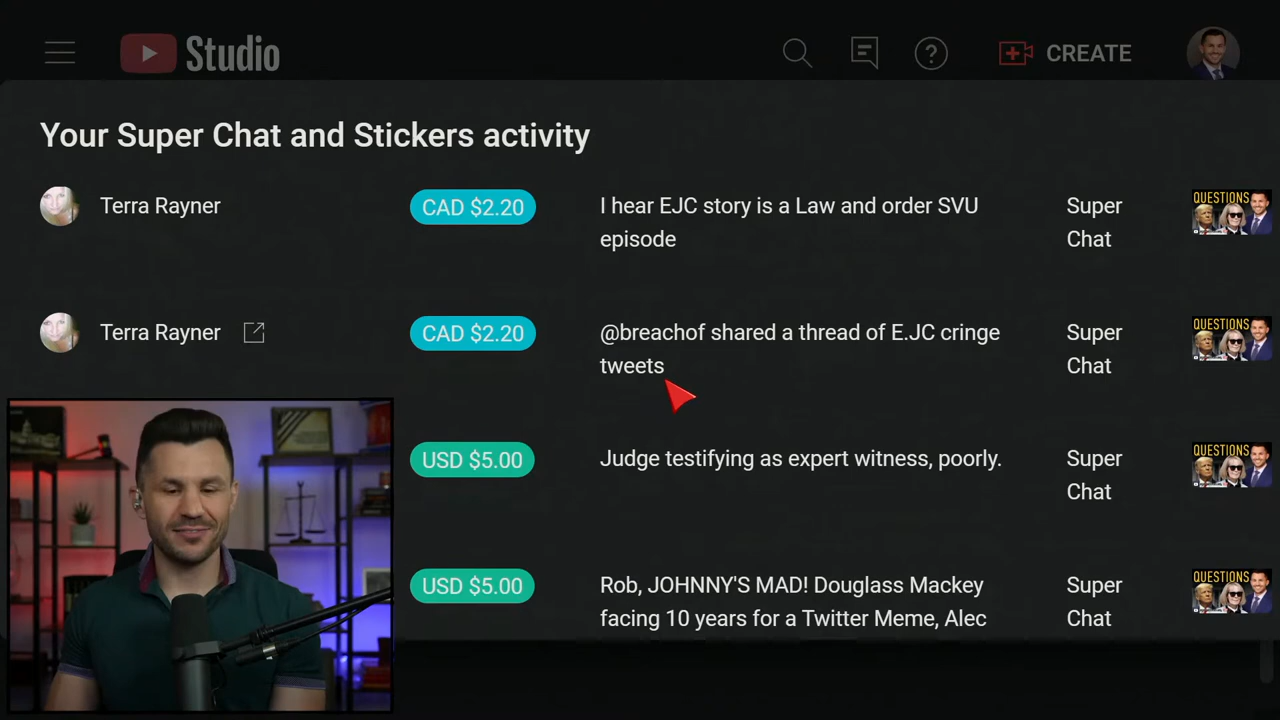 Studio
CREATE
Your Super Chat and Stickers activity
Terra Rayner
CAD $2.20
I hear EJC story is a Law and order SVU
episode
Super
Chat
QUESTIONS
Terra Rayner
CAD $2.20
@breachof shared a thread of E.JC cringe
tweets
Super
Chat
QUESTIONS
USD $5.00
Judge testifying as expert witness, poorly.
Super
Chat
QUESTIONS
USD $5.00
Rob, JOHNNY'S MAD! Douglass Mackey
facing 10 years for a Twitter Meme, Alec
Super
Chat
QUESTIONS